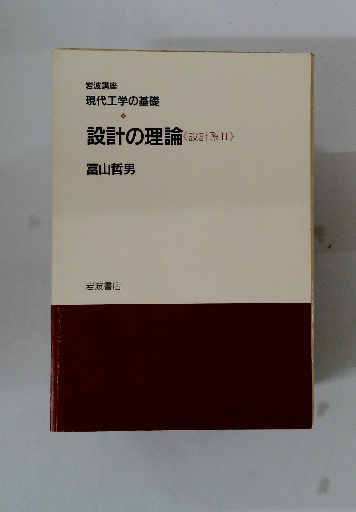 岩波講座
現代工学の基礎
設計の理論《設計系II》
冨山哲男
岩波書店